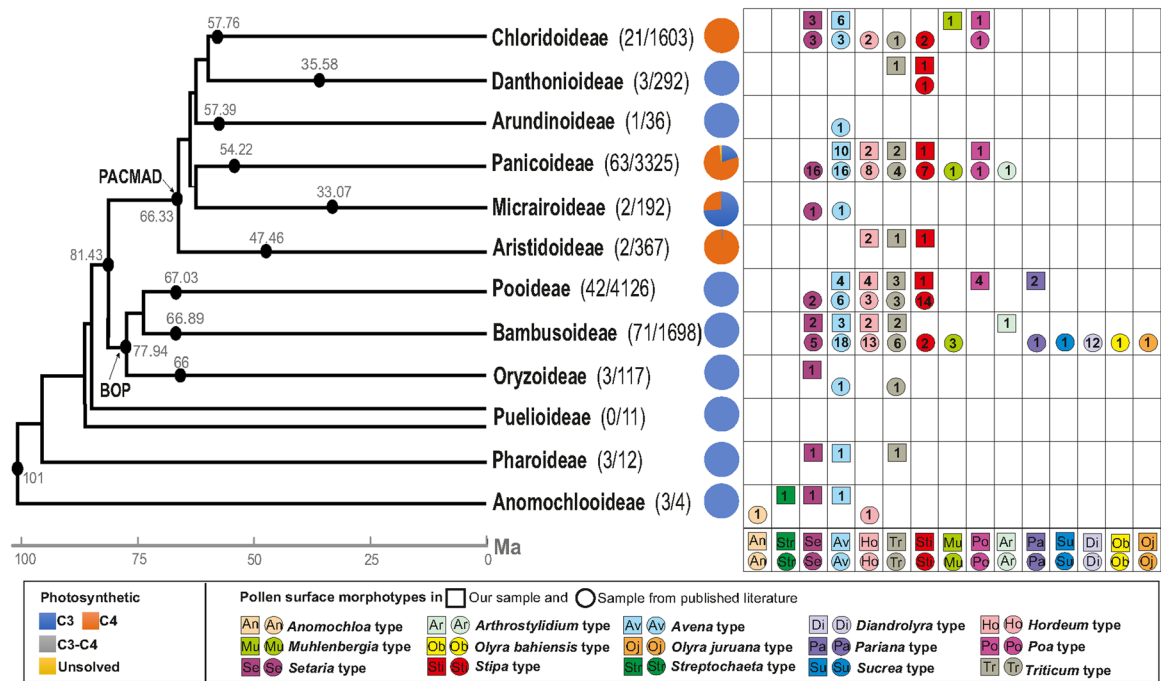 57.76
Chloridoideae (21/1603)
3 6 1 1
3 3 2 1 2 1
35.58
Danthonioideae (3/292)
1 1
1
57.39
Arundinoideae (1/36)
1
54.22
Panicoideae (63/3325)
10 2 2 1 1
16 16 8 4 7 1 1 1
PACMAD
66.33
33.07
Micrairoideae (2/192)
1 1
47.46
Aristidoideae (2/367)
2 1 1
81.43
67.03
Pooideae (42/4126)
4 4 3 1 4 2
2 6 3 3 14
66.89
Bambusoideae (71/1698)
2 3 2 2 1
5 18 13 6 2 3 1 1 12 1 1
77.94
BOP
66
Oryzoideae (3/117)
1
1 1
Puelioideae (0/11)
Pharoideae (3/12)
1 1 1
101
Anomochlooideae (3/4)
1 1 1
1 1
100 75 50 25 0 Ma
An Str Se Av Ho Tr Sti Mu Po Ar Pa Su Di Ob Oj
An Str Se Av Ho Tr Sti Mu Po Ar Pa Su Di Ob Oj
Photosynthetic
C3 C4
C3-C4
Unsolved
Pollen surface morphotypes in Our sample and Sample from published literature
An An Anomochloa type Ar Ar Arthrostylidium type Av Av Avena type Di Di Diandrolyra type Ho Ho Hordeum type
Mu Mu Muhlenbergia type Ob Ob Olyra bahiensis type Oj Oj Olyra juruana type Pa Pa Pariana type Po Po Poa type
Se Se Setaria type Sti Sti Stipa type Str Str Streptochaeta type Su Su Sucrea type Tr Tr Triticum type